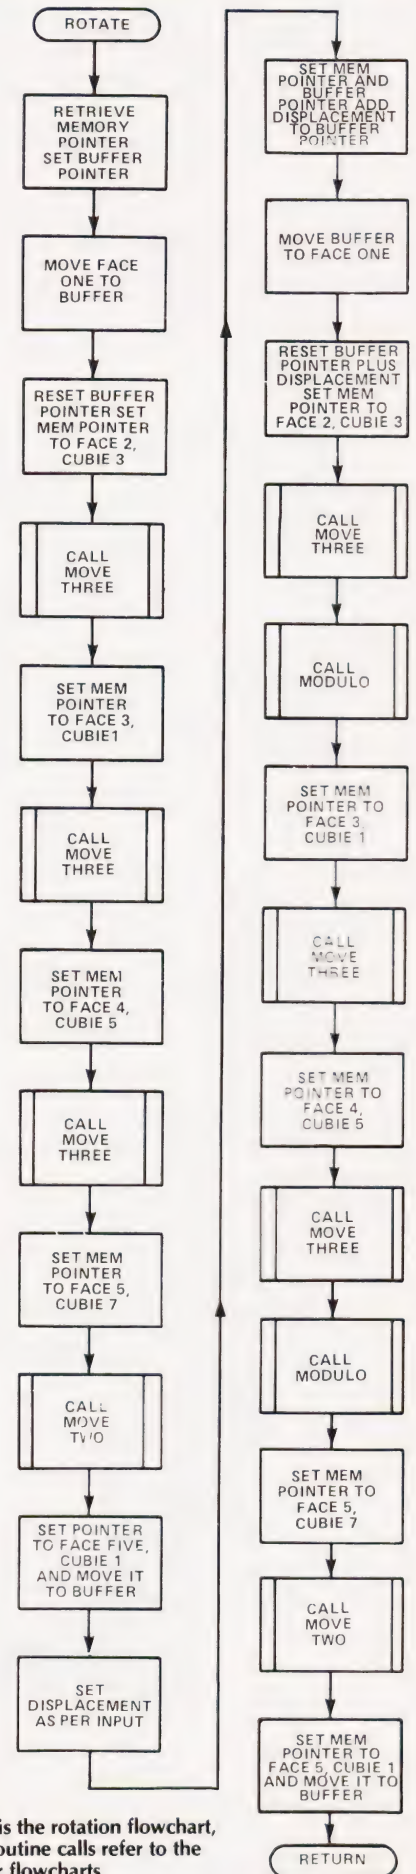 ROTATE
RETRIEVE
MEMORY
POINTER
SET BUFFER
POINTER
MOVE FACE
ONE TO
BUFFER
RESET BUFFER
POINTER SET
MEM POINTER
TO FACE 2,
CUBIE 3
CALL
MOVE
THREE
SET MEM
POINTER
TO FACE 3,
CUBIE1
CALL
MOVE
THREE
SET MEM
POINTER
TO FACE 4,
CUBIE 5
CALL
MOVE
THREE
SET MEM
POINTER
TO FACE 5,
CUBIE 7
CALL
MOVE
TWO
SET POINTER
TO FACE FIVE,
CUBIE 1
AND MOVE IT
TO BUFFER
SET
DISPLACEMENT
AS PER INPUT
SET MEM
POINTER AND
BUFFER
POINTER ADD
DISPLACEMENT
TO BUFFER
POINTER
MOVE BUFFER
TO FACE ONE
RESET BUFFER
POINTER PLUS
DISPLACEMENT
SET MEM
POINTER TO
FACE 2, CUBIE 3
CALL
MOVE
THREE
CALL
MODULO
SET MEM
POINTER TO
FACE 3
CUBIE 1
CALL
MOVE
THREE
SET MEM
POINTER TO
FACE 4,
CUBIE 5
CALL
MOVE
THREE
CALL
MODULO
SET MEM
POINTER TO
FACE 5,
CUBIE 7
CALL
MOVE
TWO
SET MEM
POINTER TO
FACE 5, CUBIE 1
AND MOVE IT TO
BUFFER
RETURN
is the rotation flowchart,
outine calls refer to the
flowcharts